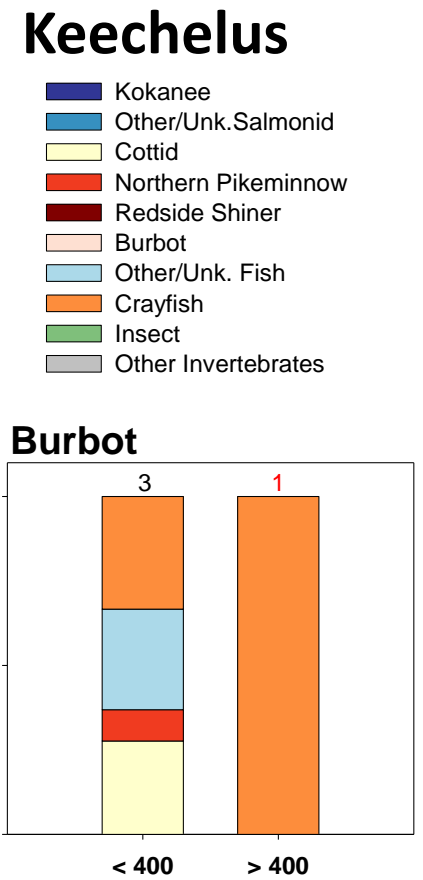 Keechelus
Kokanee
Other/Unk.Salmonid
Cottid
Northern Pikeminnow
Redside Shiner
Burbot
Other/Unk. Fish
Crayfish
Insect
Other Invertebrates
Burbot
3 1
< 400 > 400